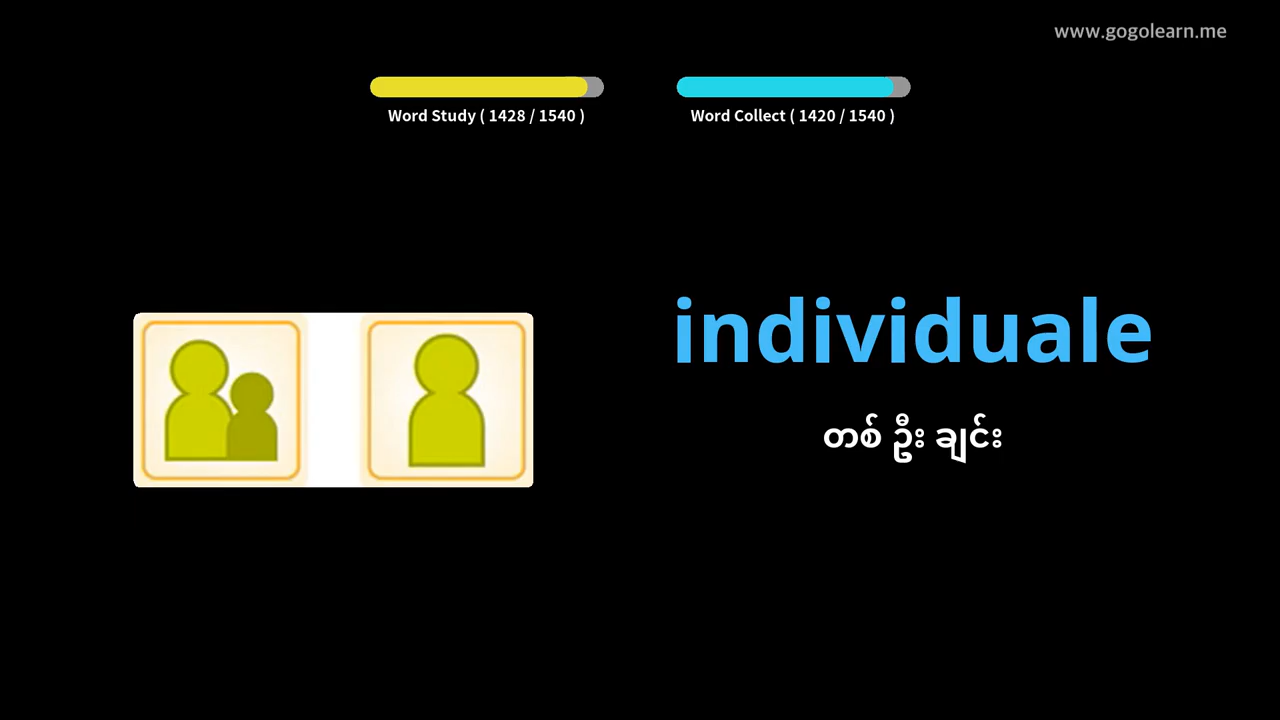 www.gogolearn.me
Word Study ( 1428 / 1540 )
Word Collect ( 1420 / 1540 )
individuale
တစ် ဦး ချင်း